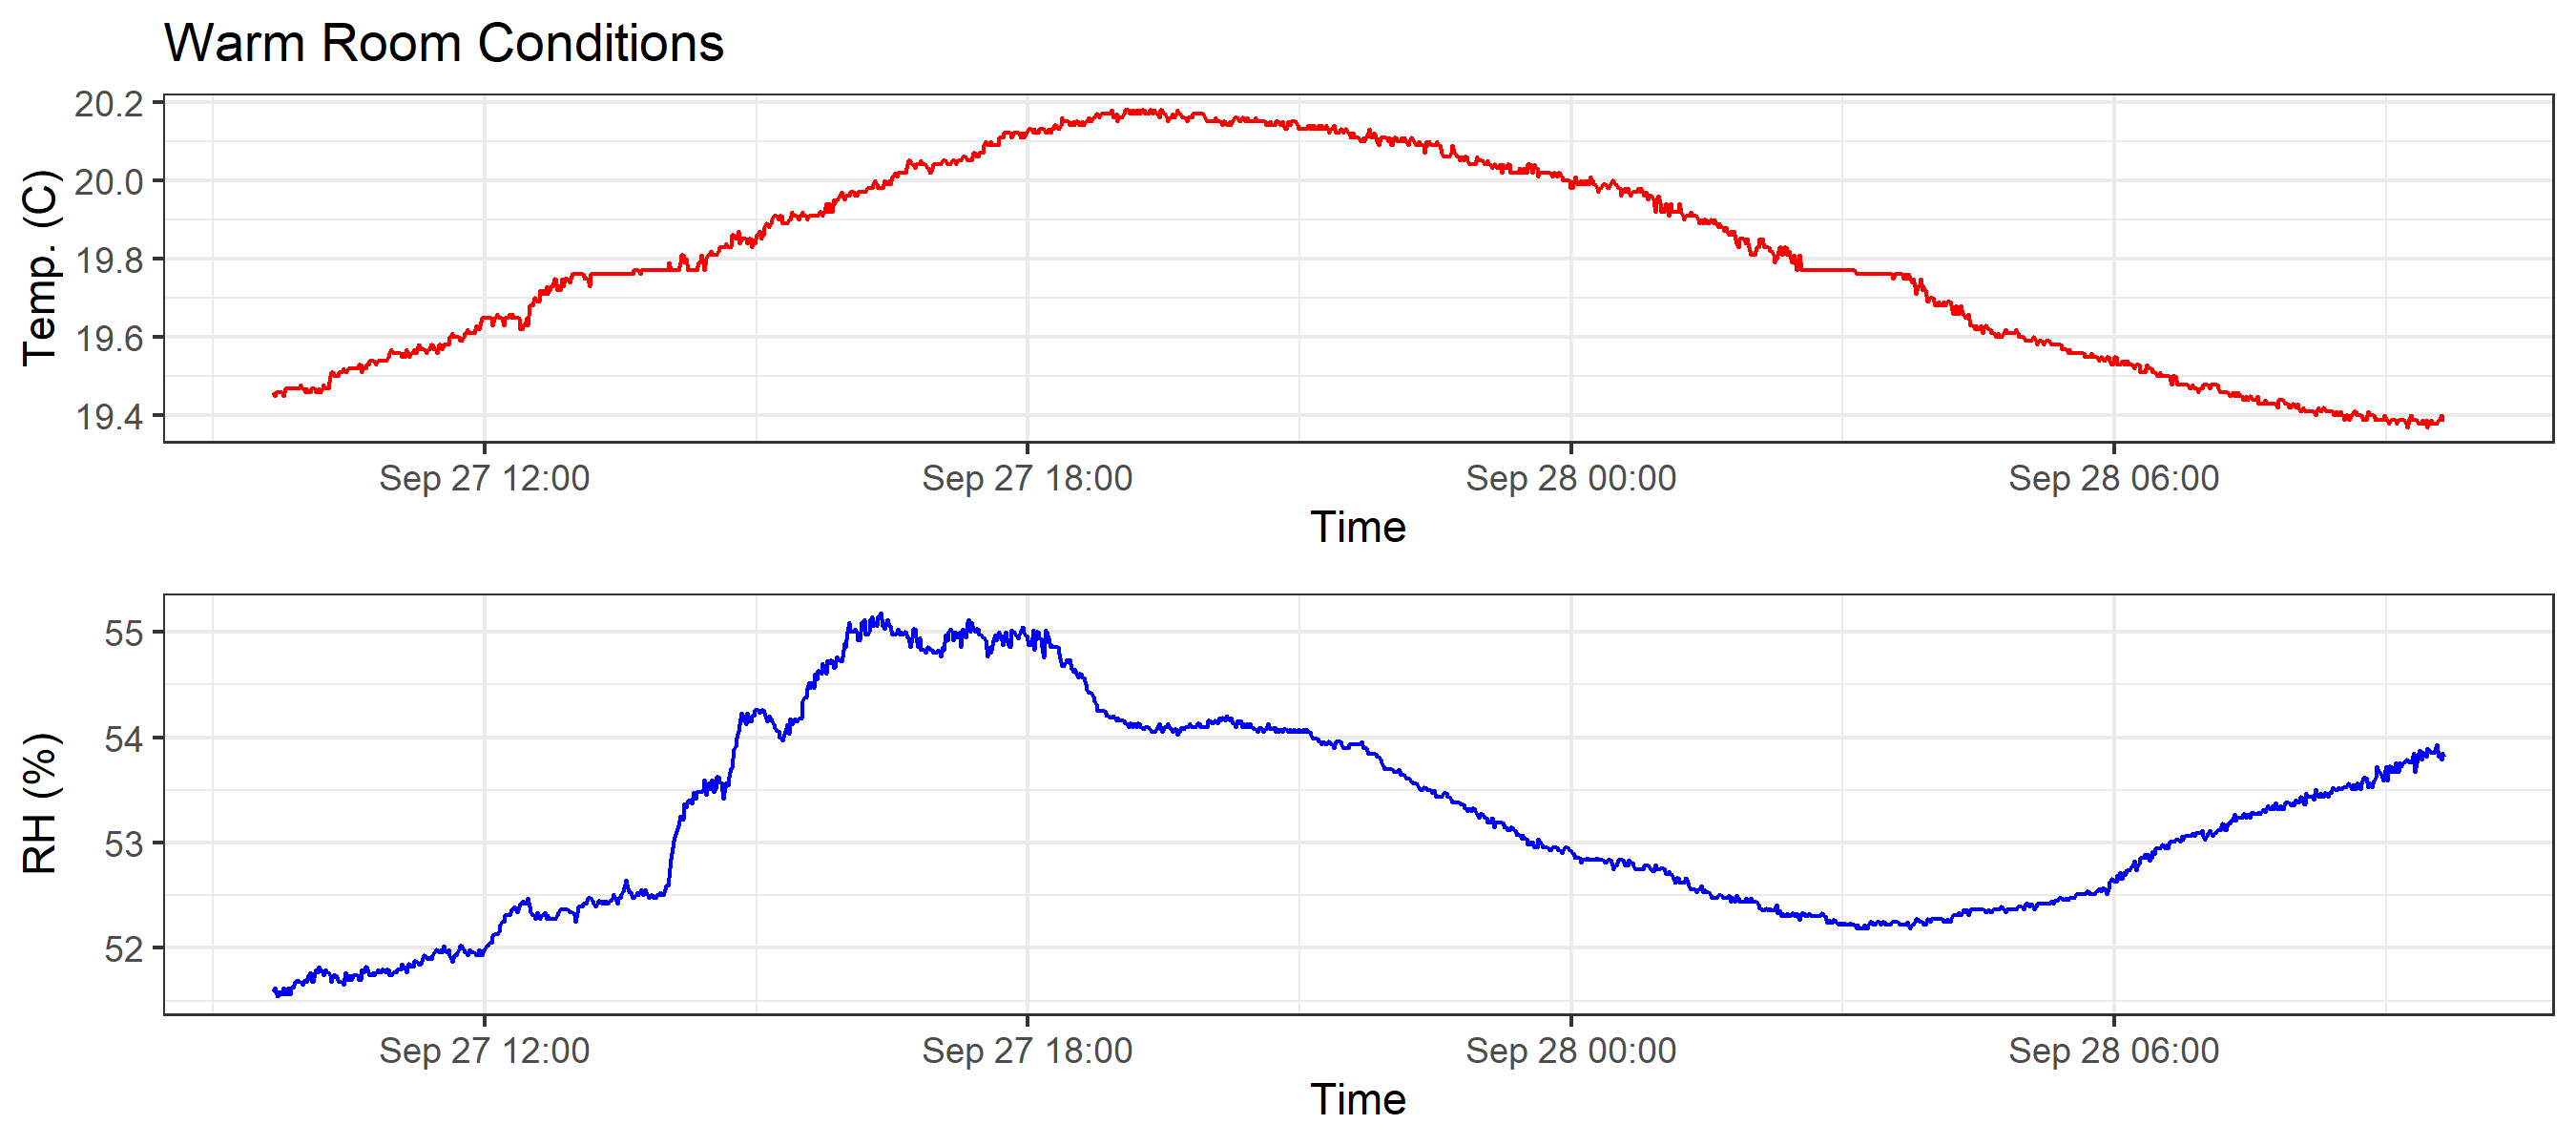 Warm Room Conditions
20.2
20.0
19.8
19.6
19.4
Temp. (C)
Sep 27 12:00 Sep 27 18:00 Sep 28 00:00 Sep 28 06:00
Time
55
54
53
52
RH (%)
Sep 27 12:00 Sep 27 18:00 Sep 28 00:00 Sep 28 06:00
Time